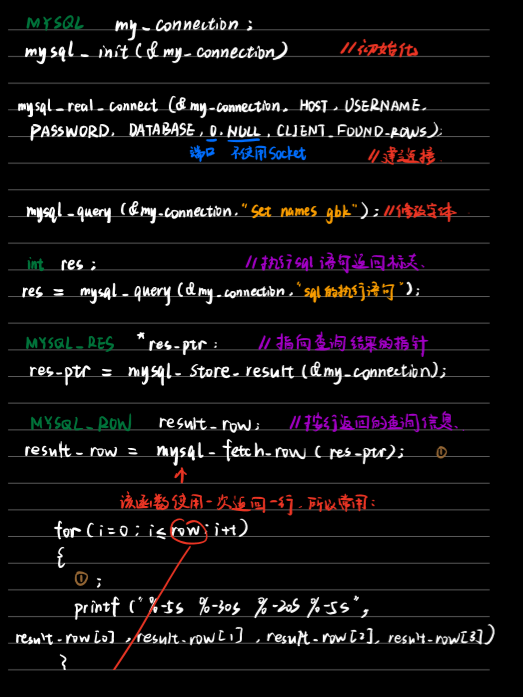 MYSQL my_connection;
mysql_init(&my_connection) //初始化
mysql_real_connect(&my_connection, HOST, USERNAME,
PASSWORD, DATABASE, 0, NULL, CLIENT_FOUND_ROWS);
端口 不使用Socket //建连接
mysql_query(&my_connection, "set names gbk"); //修改字体
int res; //执行sql语句返回标志.
res = mysql_query(&my_connection, "sql的执行语句");
MYSQL_RES *res_ptr; //指向查询结果的指针
res_ptr = mysql_store_result(&my_connection);
MYSQL_ROW result_row; //按行返回的查询信息.
result_row = mysql_fetch_row(res_ptr); ①
该函数使用一次返回一行,所以常用:
for(i=0; i≤row; i++)
{
①;
printf("%-5s %-30s %-20s %-5s",
result_row[0], result_row[1], result_row[2], result_row[3])
}